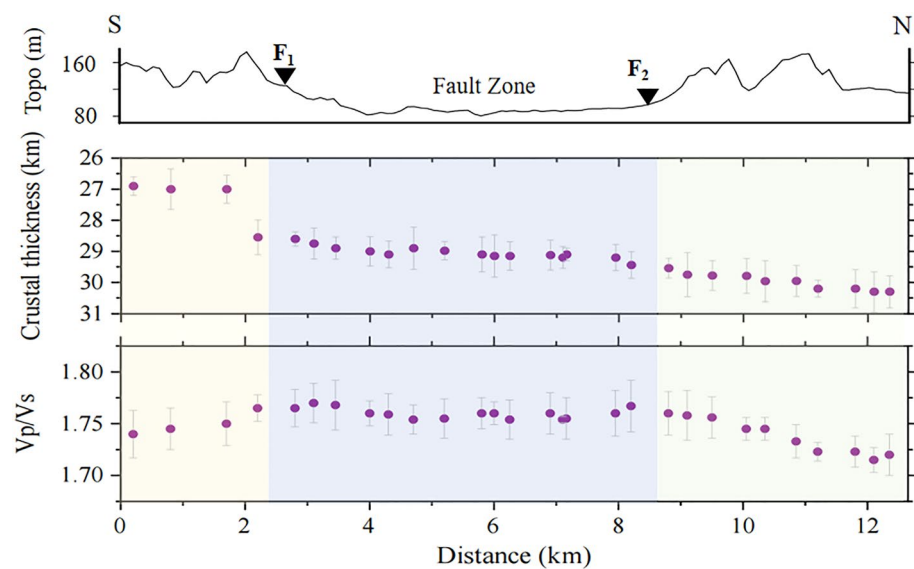 S N
Topo (m)
160
80
F1
F2
Fault Zone
Crustal thickness (km)
26
27
28
29
30
31
Vp/Vs
1.80
1.75
1.70
0 2 4 6 8 10 12
Distance (km)